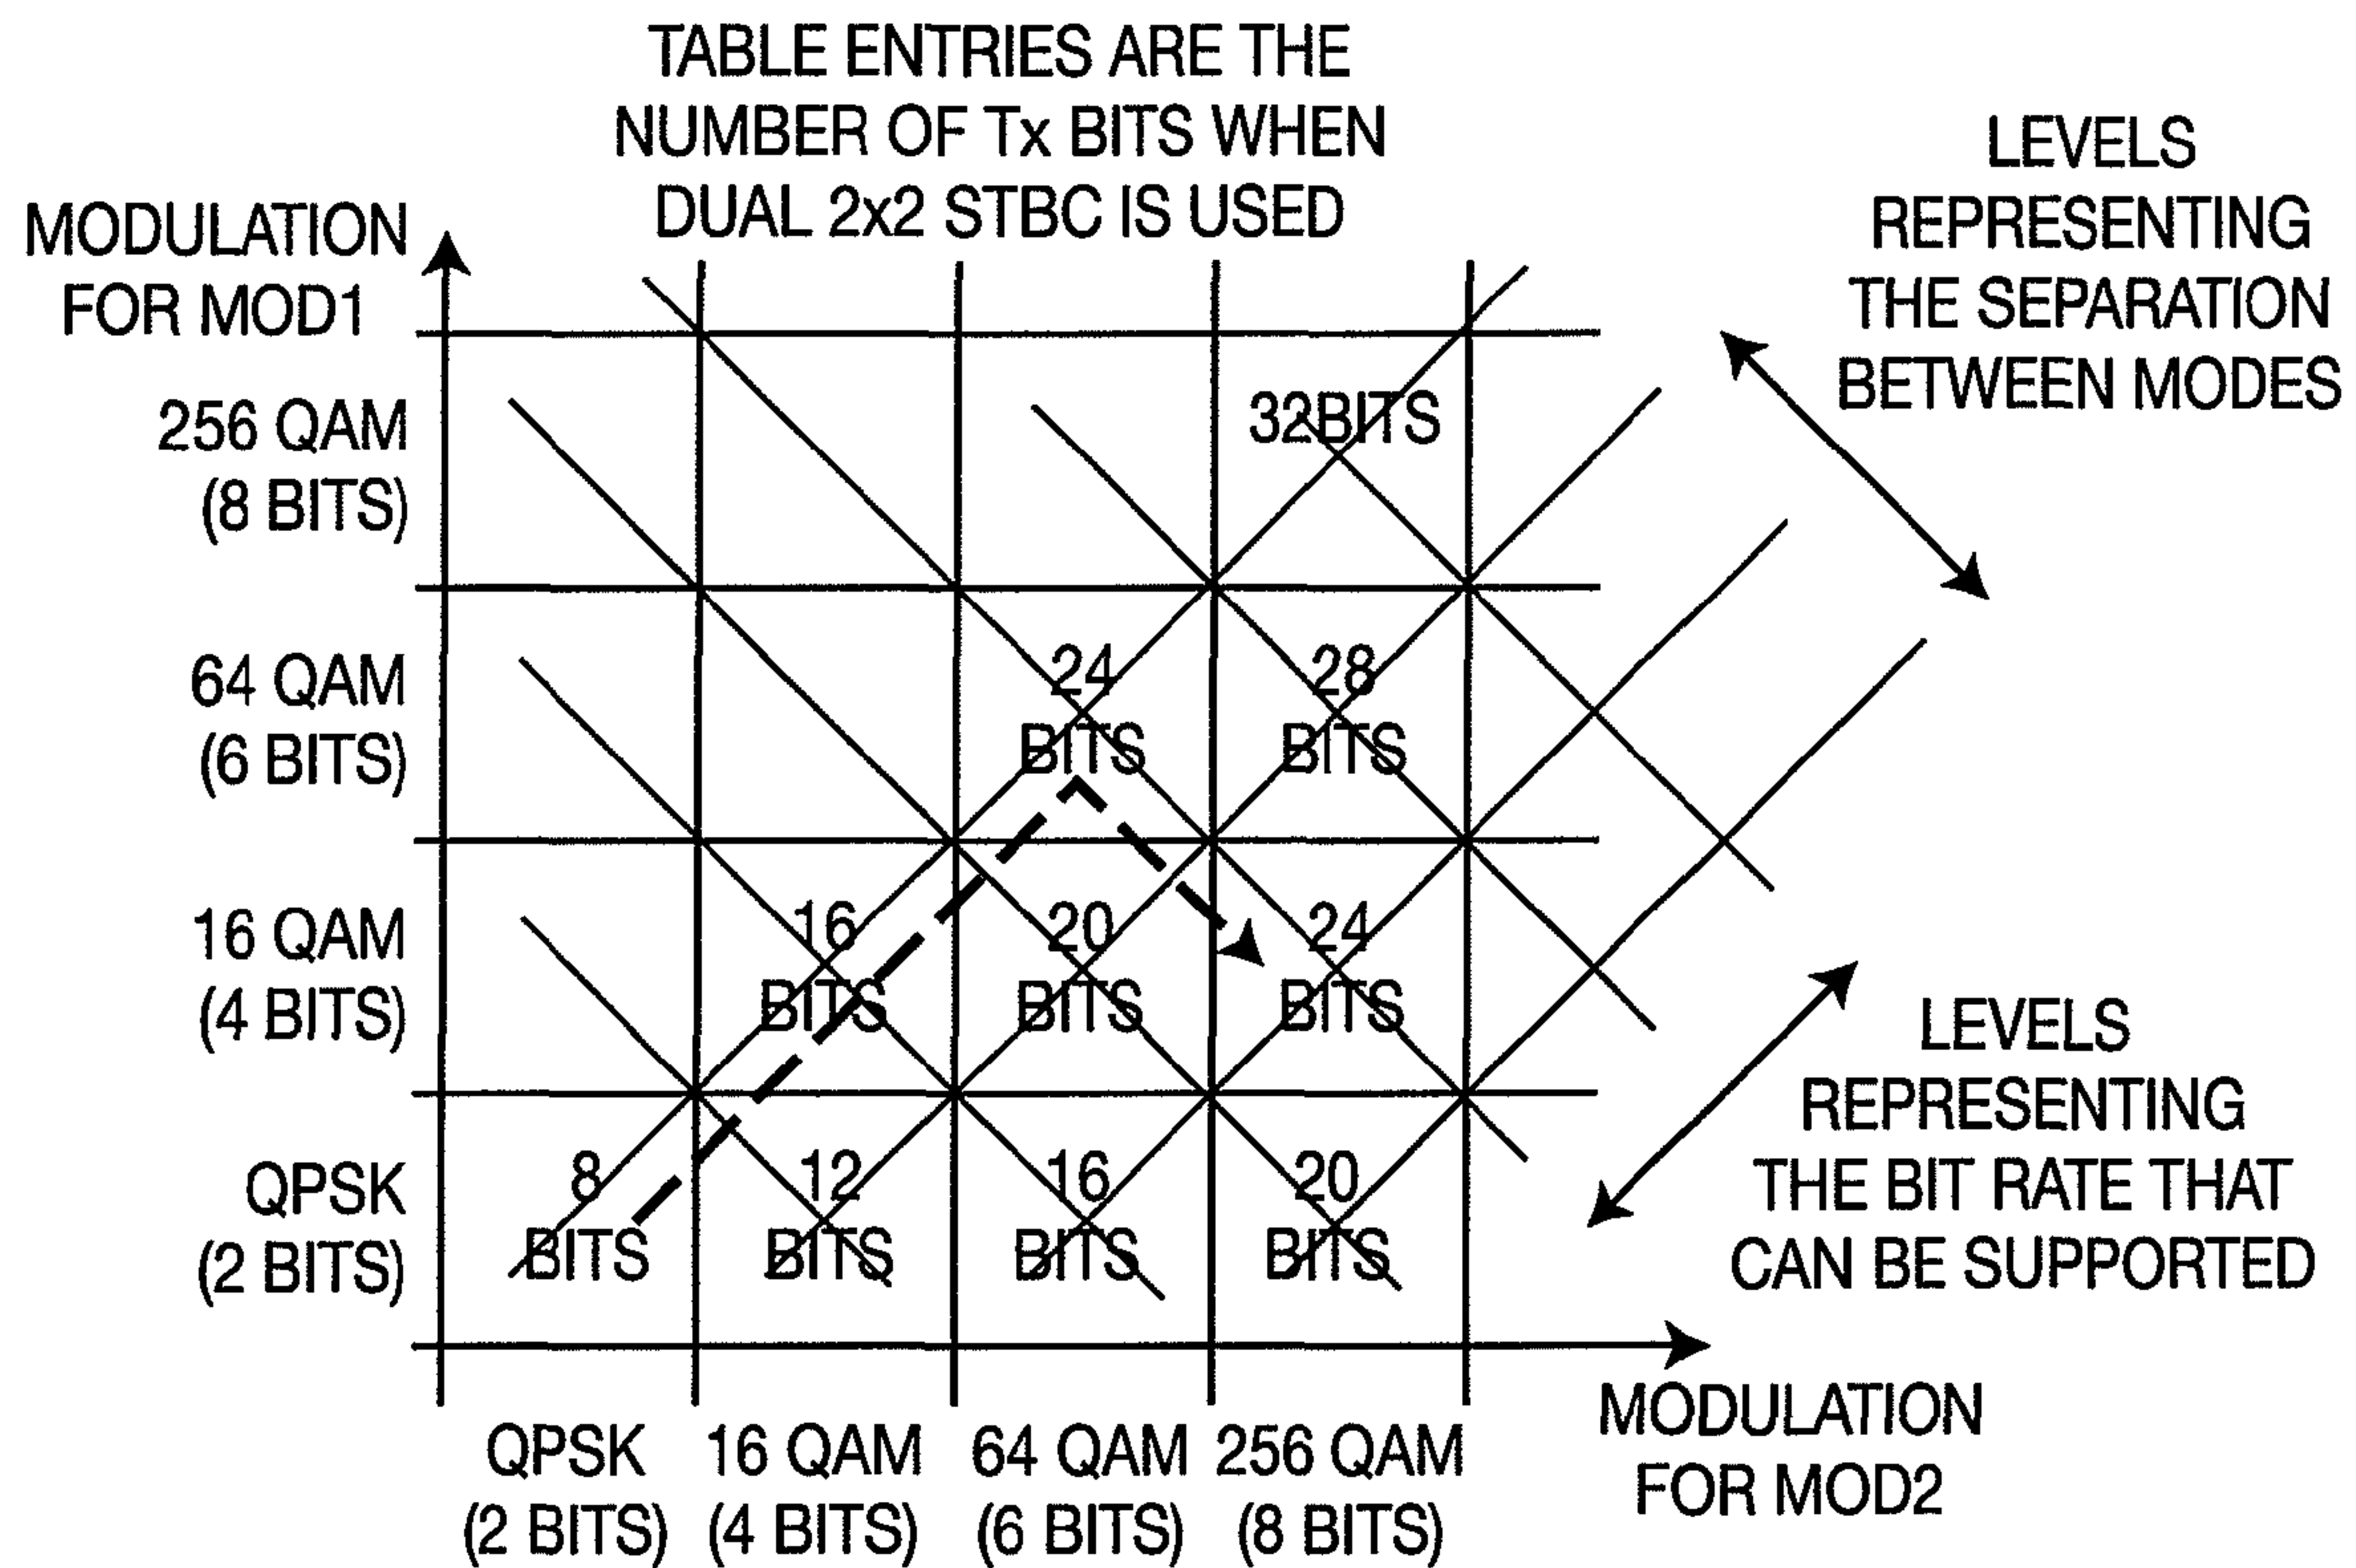 TABLE ENTRIES ARE THE
NUMBER OF Tx BITS WHEN
DUAL 2x2 STBC IS USED
LEVELS
REPRESENTING
THE SEPARATION
BETWEEN MODES
MODULATION
FOR MOD1
256 QAM
(8 BITS)
32BITS
64 QAM
(6 BITS)
24
BITS
28
BITS
16 QAM
(4 BITS)
16
BITS
20
BITS
24
BITS
QPSK
(2 BITS)
8
BITS
12
BITS
16
BITS
20
BITS
LEVELS
REPRESENTING
THE BIT RATE THAT
CAN BE SUPPORTED
QPSK
(2 BITS)
16 QAM
(4 BITS)
64 QAM
(6 BITS)
256 QAM
(8 BITS)
MODULATION
FOR MOD2